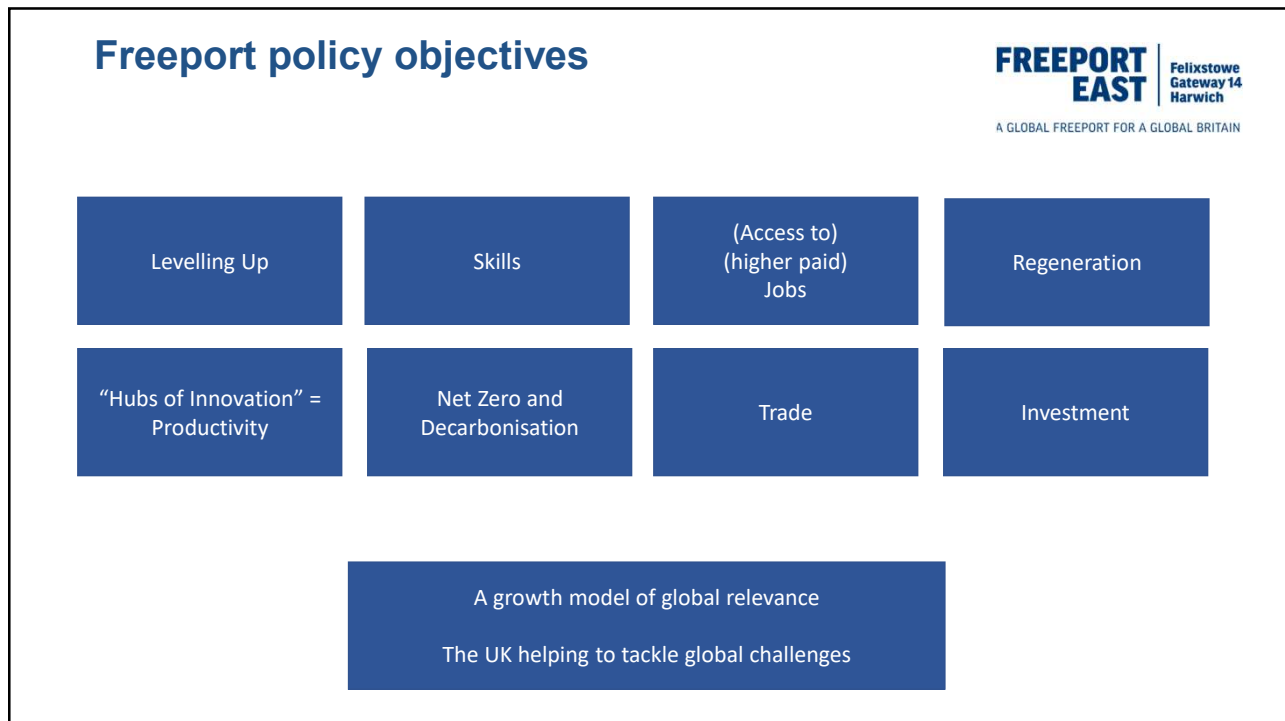 Freeport policy objectives
FREEPORT
EAST
Felixstowe
Gateway 14
Harwich
A GLOBAL FREEPORT FOR A GLOBAL BRITAIN
Levelling Up
Skills
(Access to)
(higher paid)
Jobs
Regeneration
“Hubs of Innovation” =
Productivity
Net Zero and
Decarbonisation
Trade
Investment
A growth model of global relevance
The UK helping to tackle global challenges